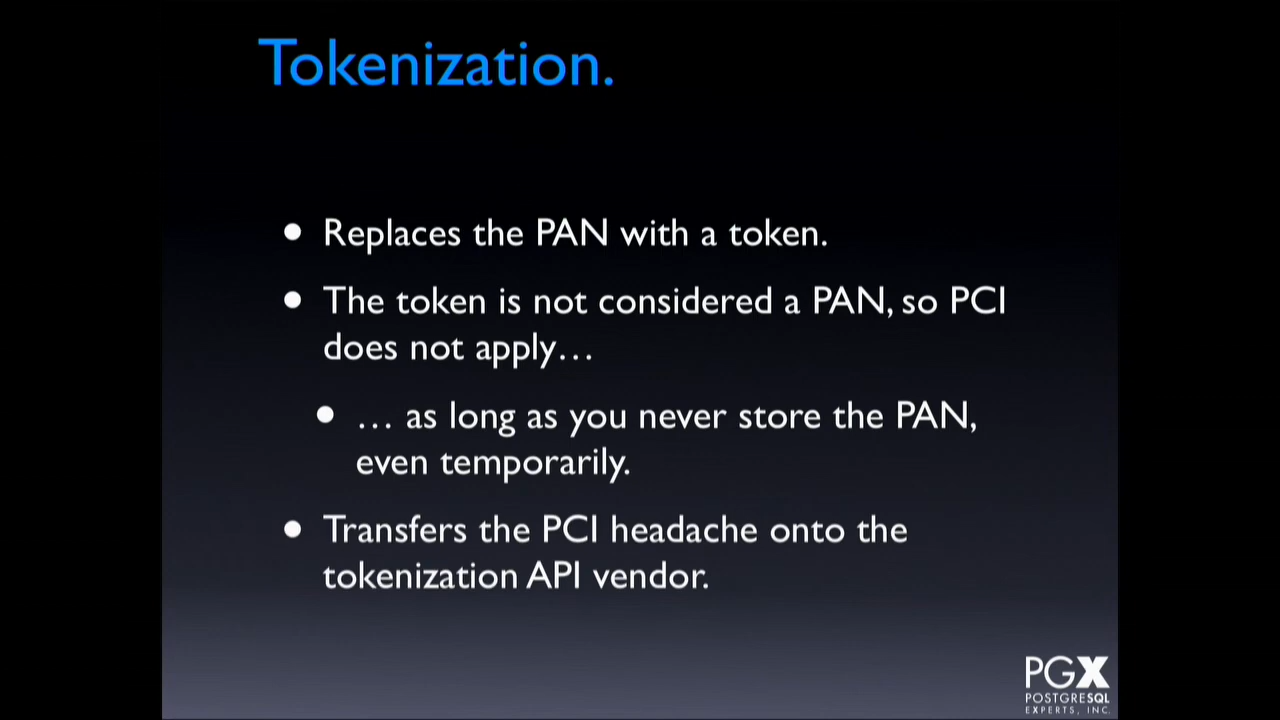 Tokenization.
• Replaces the PAN with a token.
• The token is not considered a PAN, so PCI
does not apply…
• … as long as you never store the PAN,
even temporarily.
• Transfers the PCI headache onto the
tokenization API vendor.
PGX
POSTGRESQL
EXPERTS, INC.